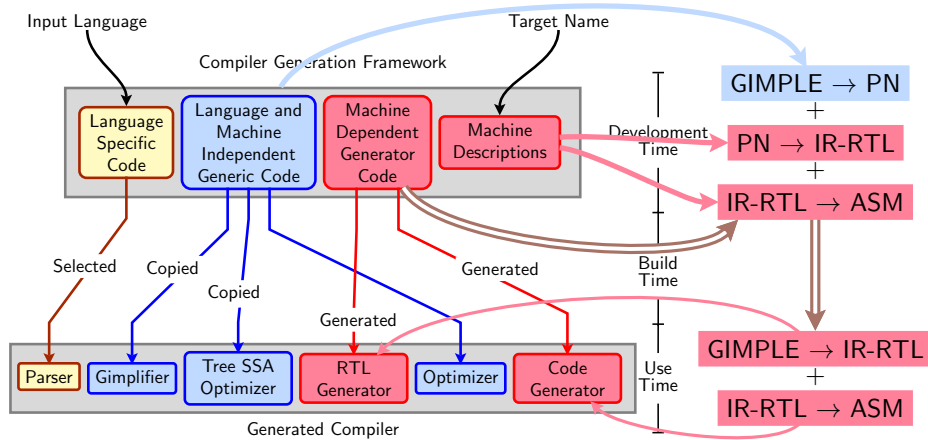 Input Language
Target Name
Compiler Generation Framework
Language
Specific
Code
Language and
Machine
Independent
Generic Code
Machine
Dependent
Generator
Code
Machine
Descriptions
Development
Time
GIMPLE → PN
+
PN → IR-RTL
+
IR-RTL → ASM
Selected
Copied
Copied
Generated
Generated
Build
Time
Parser
Gimplifier
Tree SSA
Optimizer
RTL
Generator
Optimizer
Code
Generator
Use
Time
GIMPLE → IR-RTL
+
IR-RTL → ASM
Generated Compiler